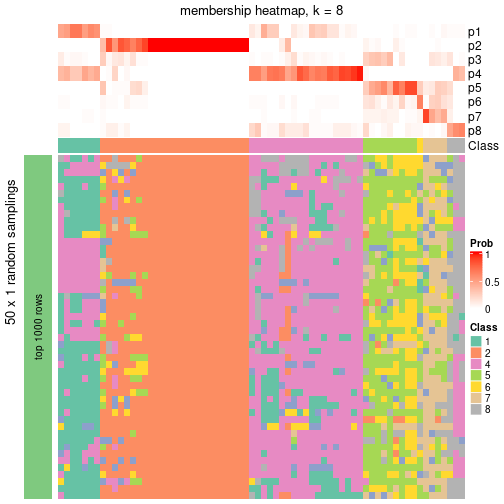 membership heatmap, k = 8
p1
p2
p3
p4
p5
p6
p7
p8
Class
50 x 1 random samplings
top 1000 rows
Prob
1
0.5
0
Class
1
2
4
5
6
7
8